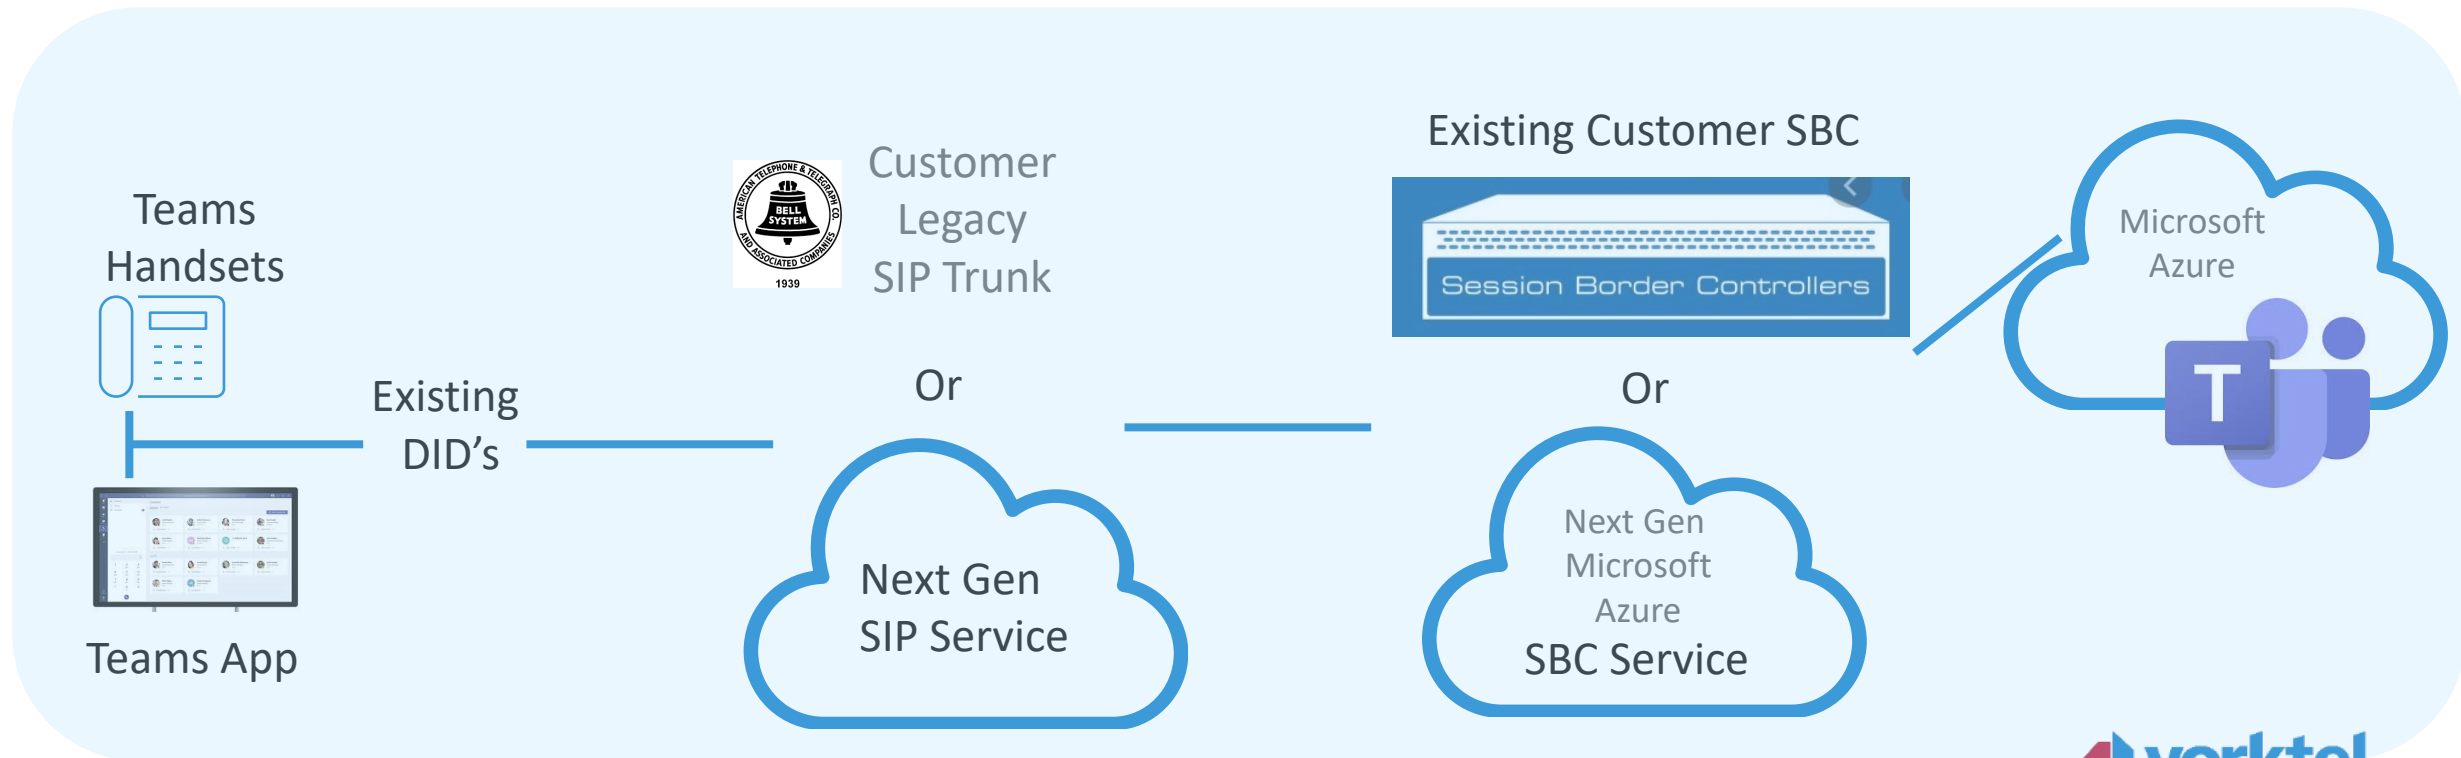 Teams
Handsets
Teams App
Existing
DID's
AMERICAN TELEPHONE & TELEGRAPH CO.
BELL
SYSTEM
AND ASSOCIATED COMPANIES
1939
Customer
Legacy
SIP Trunk
Or
Next Gen
SIP Service
Existing Customer SBC
Session Border Controllers
Or
Next Gen
Microsoft
Azure
SBC Service
Microsoft
Azure
T
yorktel